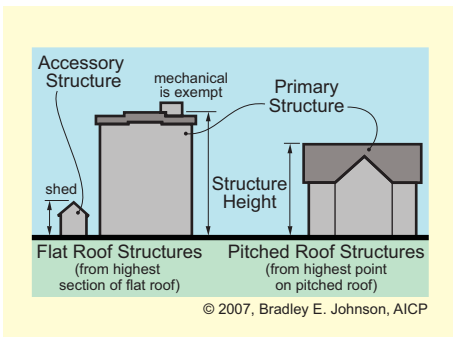 Accessory
Structure
mechanical
is exempt
Primary
Structure
shed
Structure
Height
Flat Roof Structures
(from highest
section of flat roof)
Pitched Roof Structures
(from highest point
on pitched roof)
© 2007, Bradley E. Johnson, AICP